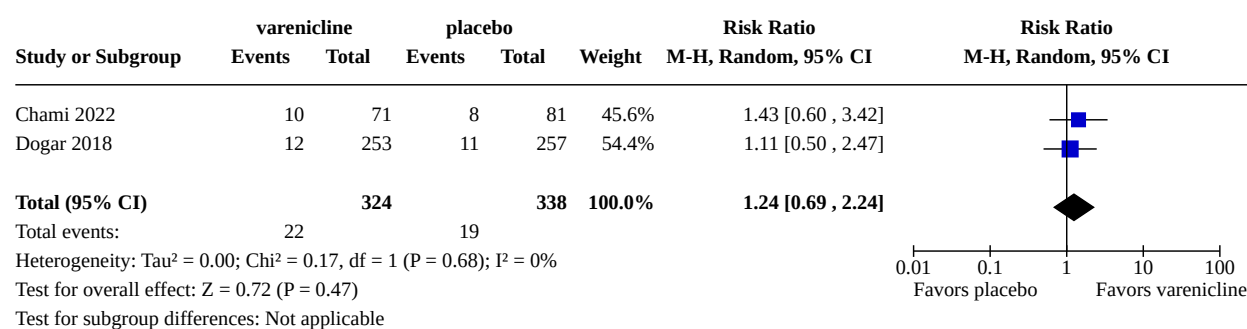 varenicline placebo Risk Ratio Risk Ratio
Study or Subgroup Events Total Events Total Weight M-H, Random, 95% CI M-H, Random, 95% CI
Chami 2022 10 71 8 81 45.6% 1.43 [0.60 , 3.42]
Dogar 2018 12 253 11 257 54.4% 1.11 [0.50 , 2.47]
Total (95% CI) 324 338 100.0% 1.24 [0.69 , 2.24]
Total events: 22 19
Heterogeneity: Tau² = 0.00; Chi² = 0.17, df = 1 (P = 0.68); I² = 0%
0.01 0.1 1 10 100
Test for overall effect: Z = 0.72 (P = 0.47) Favors placebo Favors varenicline
Test for subgroup differences: Not applicable